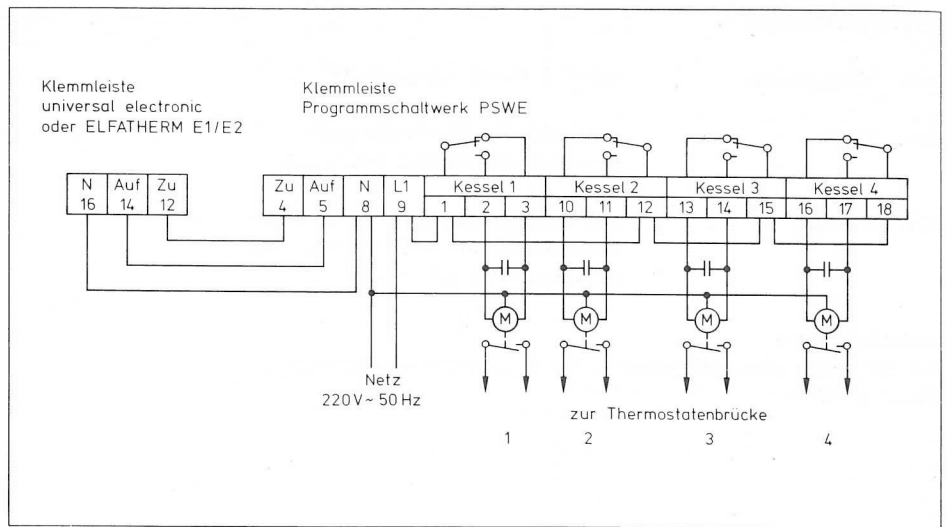 Klemmleiste
universal electronic
oder ELFATHERM E1/E2
Klemmleiste
Programmschaltwerk PSWE
N Auf Zu
16 14 12
Zu Auf N L1 Kessel 1 Kessel 2 Kessel 3 Kessel 4
4 5 8 9 1 2 3 10 11 12 13 14 15 16 17 18
M M M M
Netz
220V~ 50Hz
zur Thermostatenbrücke
1 2 3 4